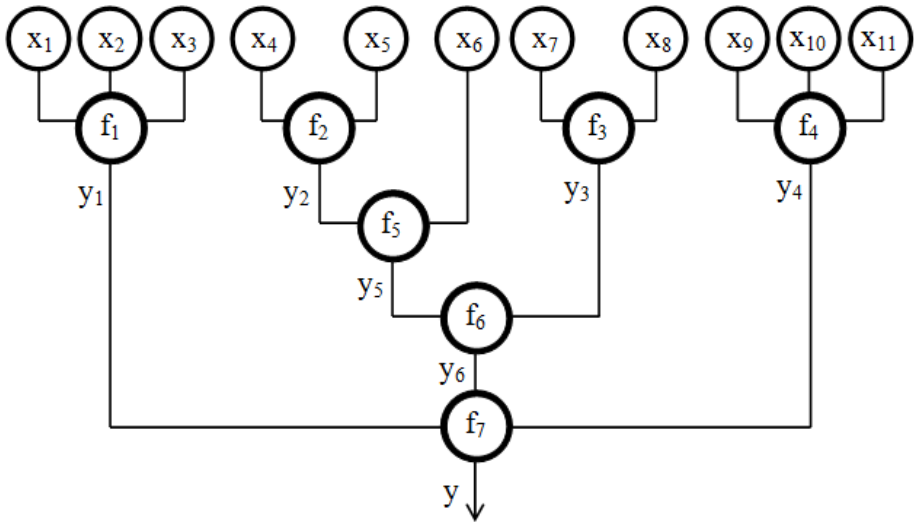 x₁ x₂ x₃ x₄ x₅ x₆ x₇ x₈ x₉ x₁₀ x₁₁
f₁ f₂ f₃ f₄
y₁ y₂ y₃ y₄
f₅
y₅
f₆
y₆
f₇
y